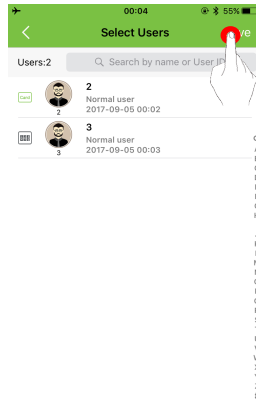 00:04
55%
Select Users
ve
Users:2
Search by name or User ID
Card
2
2
Normal user
2017-09-05 00:02
3
3
Normal user
2017-09-05 00:03